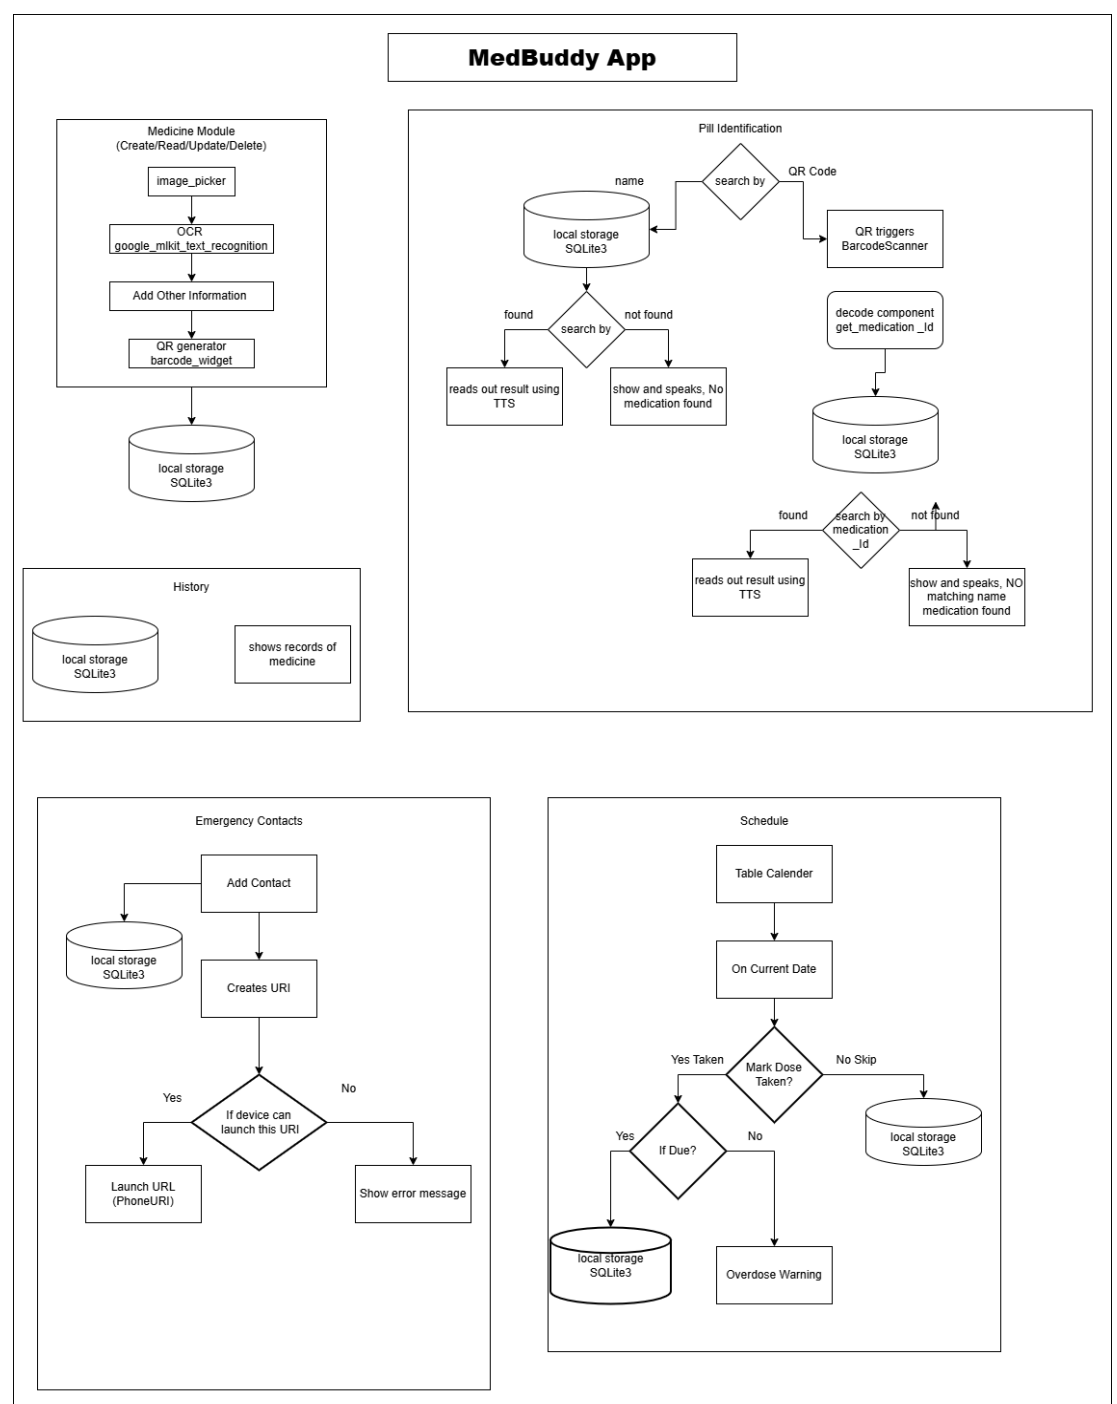 MedBuddy App
Medicine Module
(Create/Read/Update/Delete)
image_picker
OCR
google_mlkit_text_recognition
Add Other Information
QR generator
barcode_widget
local storage
SQLite3
Pill Identification
search by
name
QR Code
local storage
SQLite3
QR triggers
BarcodeScanner
search by
found
not found
reads out result using
TTS
show and speaks, No
medication found
decode component
get_medication _Id
local storage
SQLite3
search by
medication
_Id
found
not found
reads out result using
TTS
show and speaks, NO
matching name
medication found
History
local storage
SQLite3
shows records of
medicine
Emergency Contacts
Add Contact
local storage
SQLite3
Creates URI
If device can
launch this URI
Yes
No
Launch URL
(PhoneURI)
Show error message
Schedule
Table Calender
On Current Date
Mark Dose
Taken?
Yes Taken
No Skip
local storage
SQLite3
If Due?
Yes
No
local storage
SQLite3
Overdose Warning